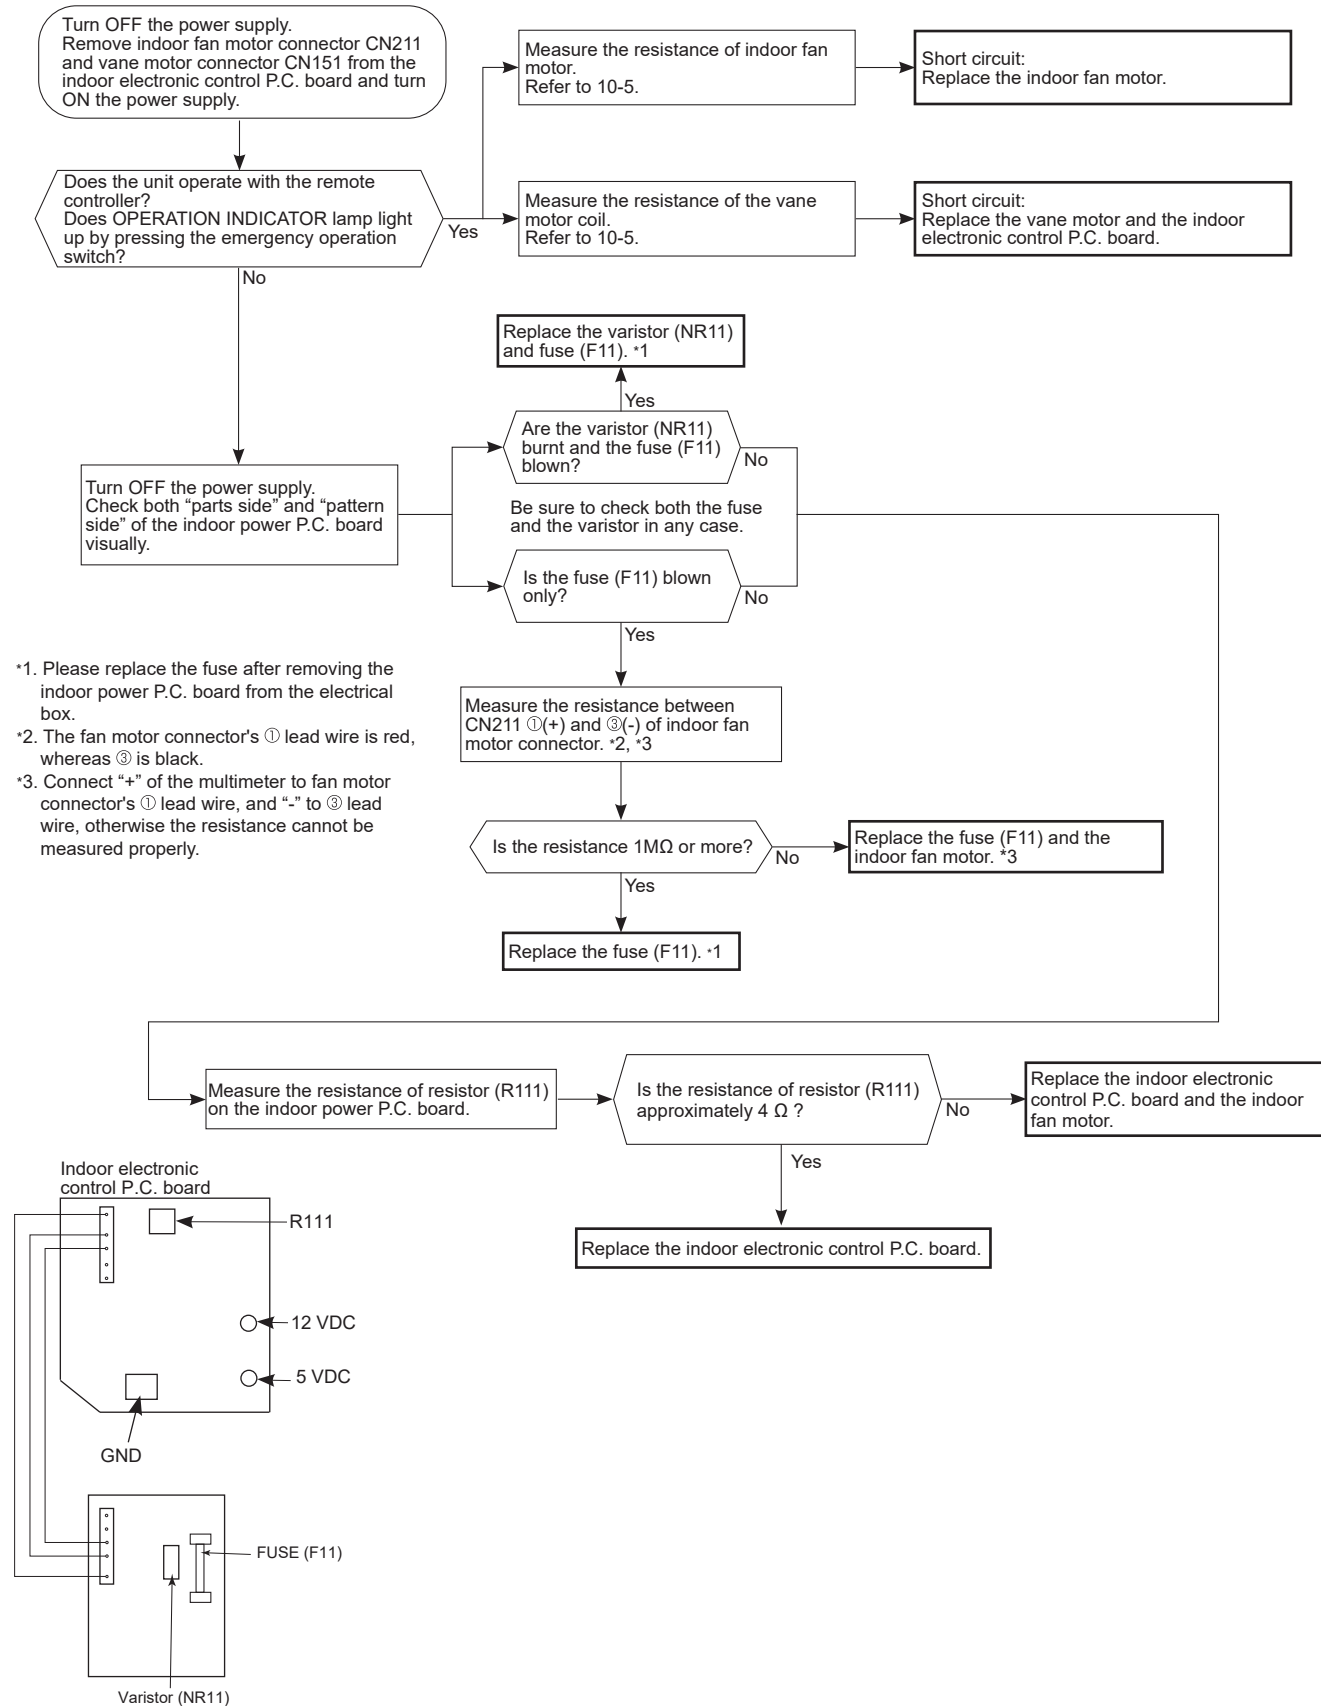 Turn OFF the power supply.
Remove indoor fan motor connector CN211
and vane motor connector CN151 from the
indoor electronic control P.C. board and turn
ON the power supply.
Measure the resistance of indoor fan
motor.
Refer to 10-5.
Short circuit:
Replace the indoor fan motor.
Does the unit operate with the remote
controller?
Does OPERATION INDICATOR lamp light
up by pressing the emergency operation
switch?
Yes
No
Measure the resistance of the vane
motor coil.
Refer to 10-5.
Short circuit:
Replace the vane motor and the indoor
electronic control P.C. board.
Replace the varistor (NR11)
and fuse (F11). *1
Yes
Are the varistor (NR11)
burnt and the fuse (F11)
blown?
No
Turn OFF the power supply.
Check both “parts side” and “pattern
side” of the indoor power P.C. board
visually.
Be sure to check both the fuse
and the varistor in any case.
Is the fuse (F11) blown
only?
No
Yes
*1. Please replace the fuse after removing the
indoor power P.C. board from the electrical
box.
*2. The fan motor connector's ① lead wire is red,
whereas ③ is black.
*3. Connect “+” of the multimeter to fan motor
connector's ① lead wire, and “-” to ③ lead
wire, otherwise the resistance cannot be
measured properly.
Measure the resistance between
CN211 ①(+) and ③(-) of indoor fan
motor connector. *2, *3
Is the resistance 1MΩ or more?
No
Replace the fuse (F11) and the
indoor fan motor. *3
Yes
Replace the fuse (F11). *1
Measure the resistance of resistor (R111)
on the indoor power P.C. board.
Is the resistance of resistor (R111)
approximately 4 Ω ?
No
Replace the indoor electronic
control P.C. board and the indoor
fan motor.
Yes
Replace the indoor electronic control P.C. board.
Indoor electronic
control P.C. board
R111
12 VDC
5 VDC
GND
FUSE (F11)
Varistor (NR11)